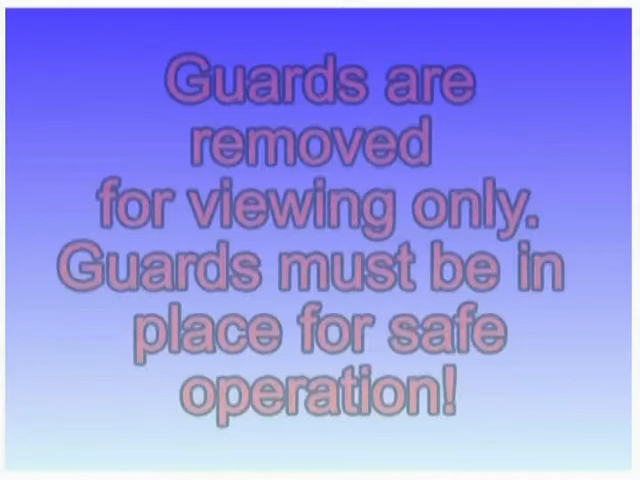 Guards are
removed
for viewing only.
Guards must be in
place for safe
operation!